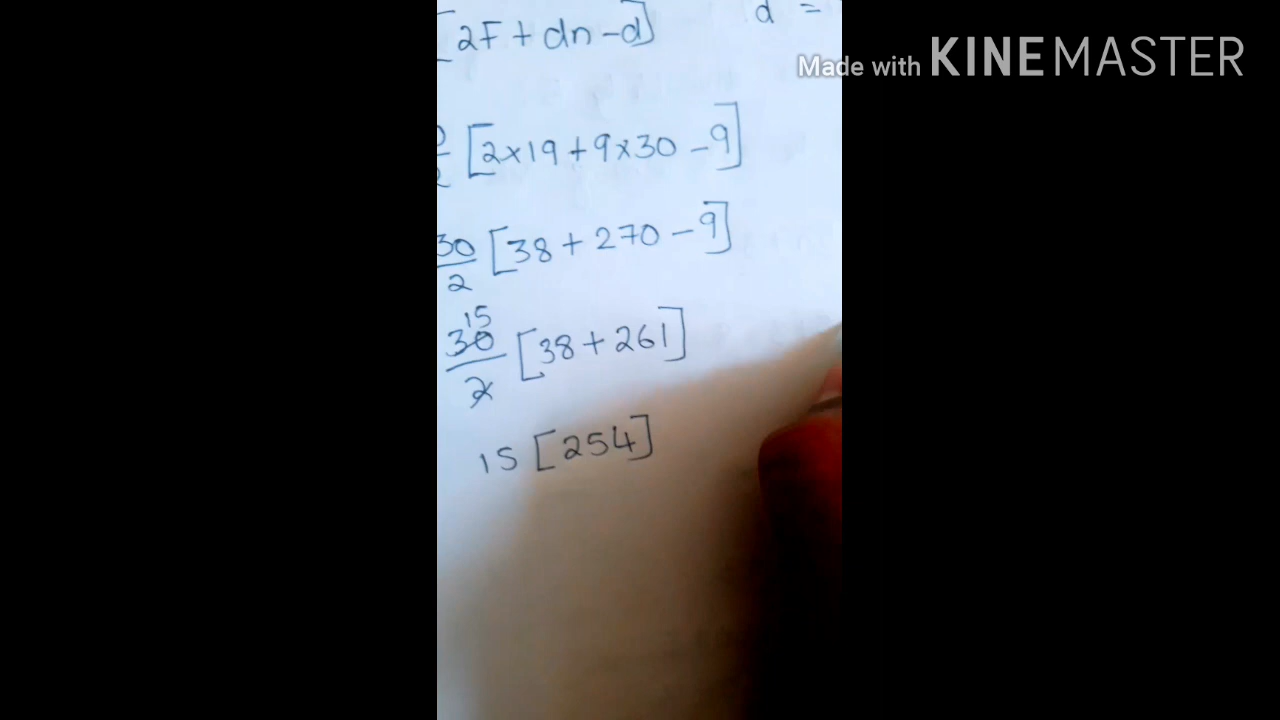 [2F + dn - d] d =
Made with KINEMASTER
[2×19 + 9×30 - 9]
30/2 [38 + 270 - 9]
15
30/2 [38 + 261]
15 [254]